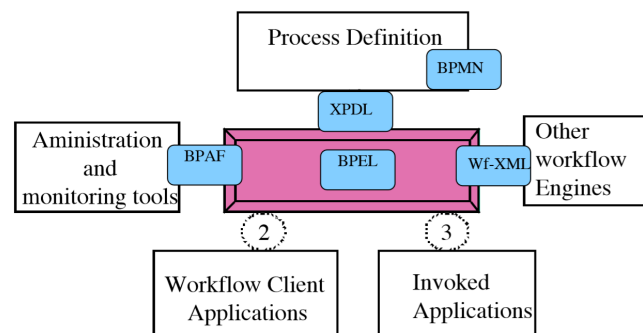 Process Definition
BPMN
XPDL
Aministration
and
monitoring tools
BPAF
BPEL
Wf-XML
Other
workflow
Engines
2
3
Workflow Client
Applications
Invoked
Applications